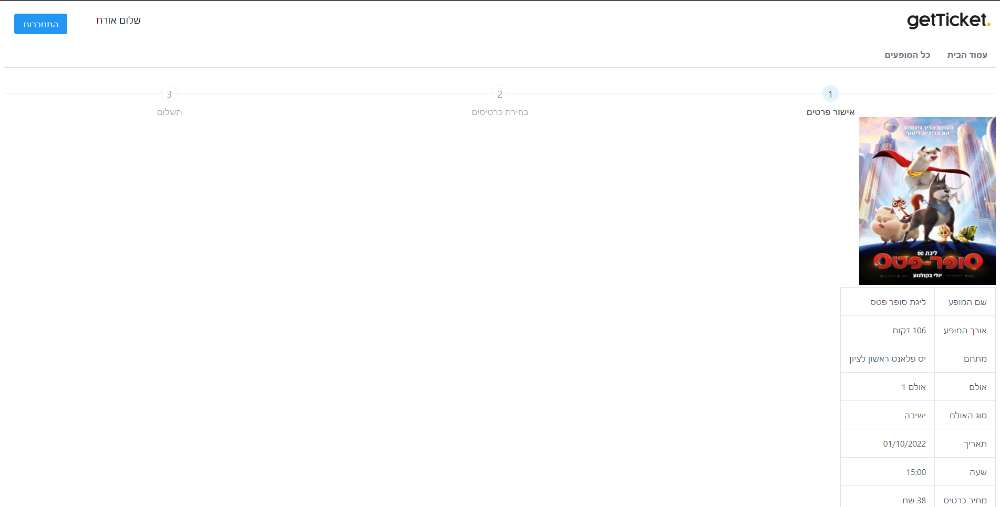 getTicket.
שלום אורח
התחברות
עמוד הבית
כל המופעים
1
אישור פרטים
2
בחירת כרטיסים
3
תשלום
העולם צריך גיבורים.
הם צריכים ליטוף
ליגת DC
סופר-פטס
יולי בקולנוע
שם המופע ליגת סופר פטס
אורך המופע 106 דקות
מתחם יס פלאנט ראשון לציון
אולם אולם 1
סוג האולם ישיבה
תאריך 01/10/2022
שעה 15:00
מחיר כרטיס 38 שח